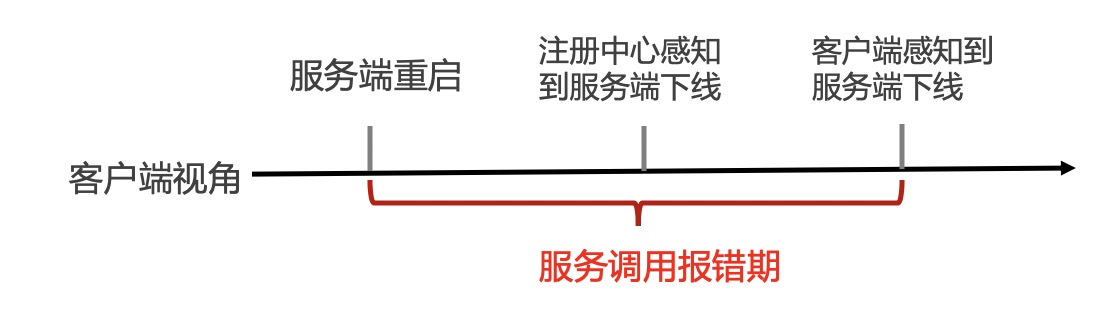 服务端重启
注册中心感知
到服务端下线
客户端感知到
服务端下线
客户端视角
服务调用报错期